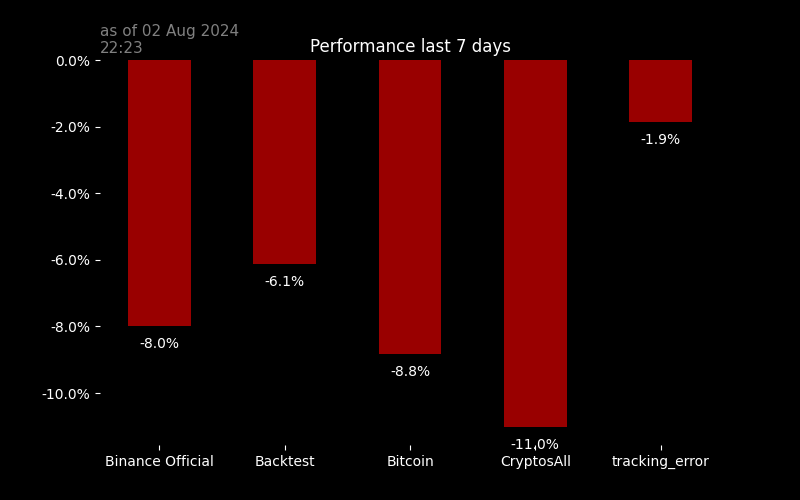 as of 02 Aug 2024
22:23
Performance last 7 days
0.0%
-2.0%
-4.0%
-6.0%
-8.0%
-10.0%
-8.0%
-6.1%
-8.8%
-11.0%
-1.9%
Binance Official
Backtest
Bitcoin
CryptosAll
tracking_error